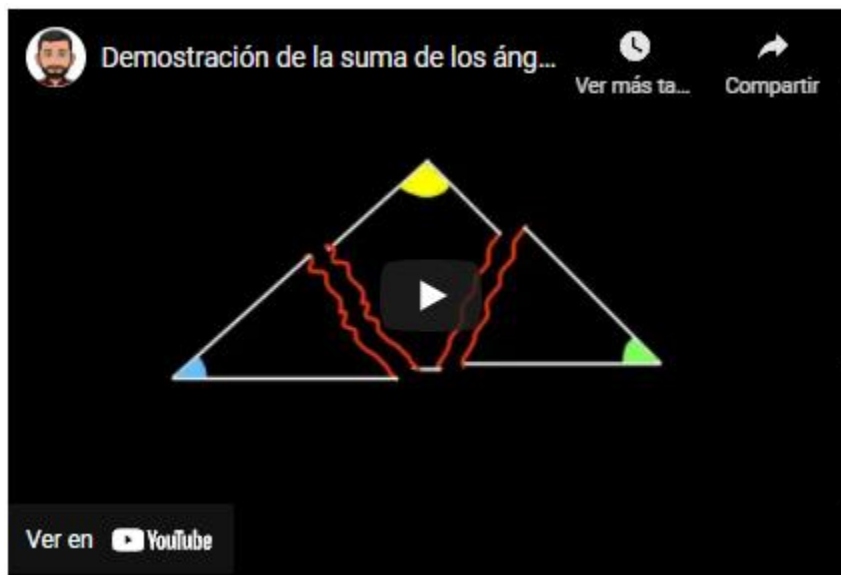 Demostración de la suma de los áng...
Ver más ta...
Compartir
Ver en YouTube